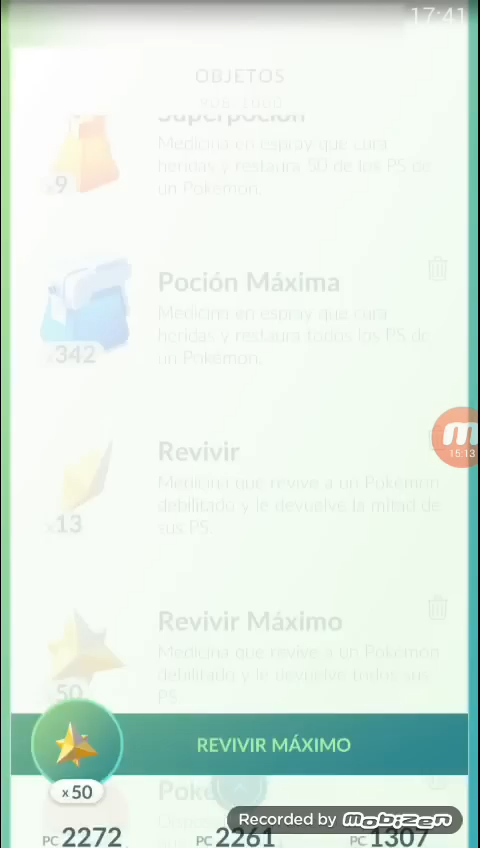 17:41
OBJETOS
Superpoción
Medicina en espray que cura
heridas y restaura 50 de los PS de
un Pokémon.
x9
Poción Máxima
Medicina en espray que cura
heridas y restaura todos los PS de
un Pokémon.
x342
15:13
Revivir
Medicina que revive a un Pokémon
debilitado y le devuelve la mitad de
sus PS.
x13
Revivir Máximo
Medicina que revive a un Pokémon
debilitado y le devuelve todos sus
PS.
50
REVIVIR MÁXIMO
x50
Poké
Recorded by Mobizen
PC 2272
PC 2261
PC 1307